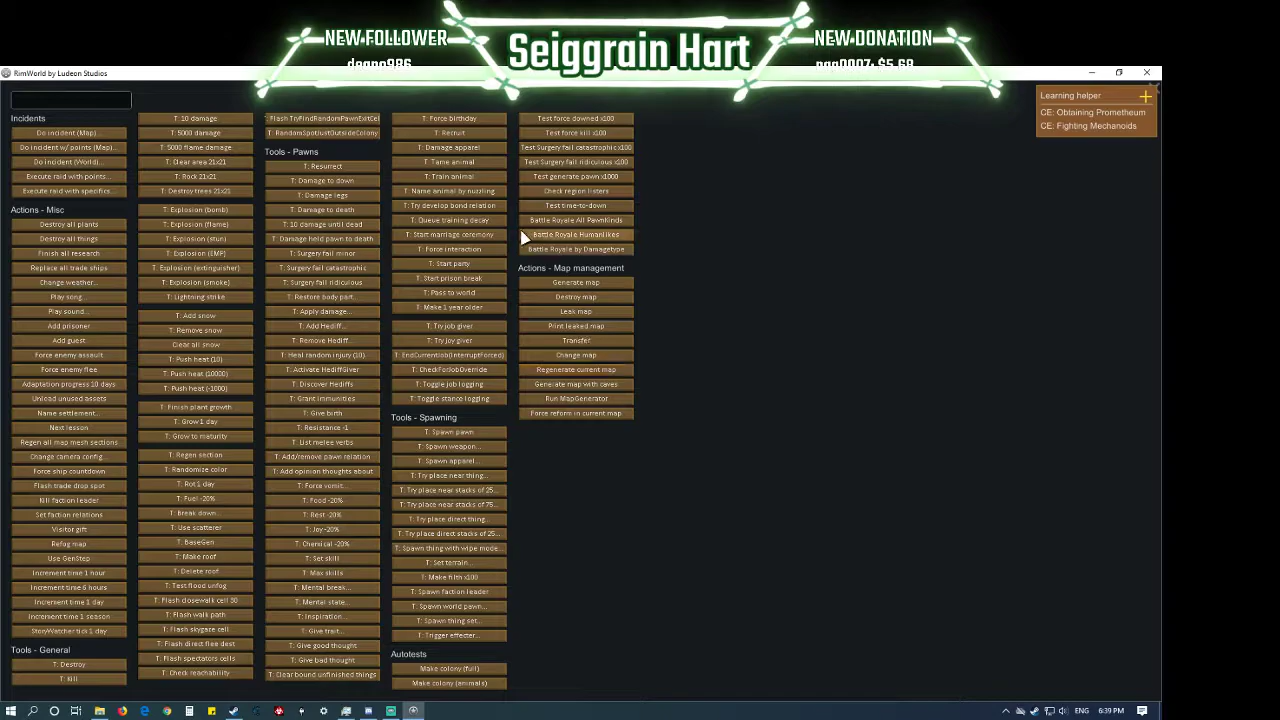 NEW FOLLOWER
Seiggrain Hart
NEW DONATION
RimWorld by Ludeon Studios
Learning helper
CE: Obtaining Prometheum
CE: Fighting Mechanoids
Incidents
Do incident (Map)...
Do incident w/ points (Map)...
Do incident (World)...
Execute raid with points...
Execute raid with specifics...
Actions - Misc
Destroy all plants
Destroy all things
Finish all research
Replace all trade ships
Change weather...
Play song...
Play sound...
Add prisoner
Add guest
Force enemy assault
Force enemy flee
Adaptation progress 10 days
Unload unused assets
Name settlement...
Next lesson
Regen all map mesh sections
Change camera config...
Force ship countdown
Flash trade drop spot
Kill faction leader
Set faction relations
Visitor gift
Refog map
Use GenStep
Increment time 1 hour
Increment time 6 hours
Increment time 1 day
Increment time 1 season
StoryWatcher tick 1 day
Tools - General
T: Destroy
T: Kill
T: 10 damage
T: 5000 damage
T: 5000 flame damage
T: Clear area 21x21
T: Rock 21x21
T: Destroy trees 21x21
T: Explosion (bomb)
T: Explosion (flame)
T: Explosion (stun)
T: Explosion (EMP)
T: Explosion (extinguisher)
T: Explosion (smoke)
T: Lightning strike
T: Add snow
T: Remove snow
Clear all snow
T: Push heat (10)
T: Push heat (10000)
T: Push heat (-1000)
T: Finish plant growth
T: Grow 1 day
T: Grow to maturity
T: Regen section
T: Randomize color
T: Rot 1 day
T: Fuel -20%
T: Break down...
T: Use scatterer
T: BaseGen
T: Make roof
T: Delete roof
T: Test flood unfog
T: Flash closewalk cell 30
T: Flash walk path
T: Flash skygaze cell
T: Flash direct flee dest
T: Flash spectators cells
T: Check reachability
T: Flash TryFindRandomPawnExitCel
T: RandomSpotJustOutsideColony
Tools - Pawns
T: Resurrect
T: Damage to down
T: Damage legs
T: Damage to death
T: 10 damage until dead
T: Damage held pawn to death
T: Surgery fail minor
T: Surgery fail catastrophic
T: Surgery fail ridiculous
T: Restore body part...
T: Apply damage...
T: Add Hediff...
T: Remove Hediff...
T: Heal random injury (10)
T: Activate HediffGiver
T: Discover Hediffs
T: Grant immunities
T: Give birth
T: Resistance -1
T: List melee verbs
T: Add/remove pawn relation
T: Add opinion thoughts about
T: Force vomit...
T: Food -20%
T: Rest -20%
T: Joy -20%
T: Chemical -20%
T: Set skill
T: Max skills
T: Mental break...
T: Mental state...
T: Inspiration...
T: Give trait...
T: Give good thought
T: Give bad thought
T: Clear bound unfinished things
T: Force birthday
T: Recruit
T: Damage apparel
T: Tame animal
T: Train animal
T: Name animal by nuzzling
T: Try develop bond relation
T: Queue training decay
T: Start marriage ceremony
T: Force interaction
T: Start party
T: Start prison break
T: Pass to world
T: Make 1 year older
T: Try job giver
T: Try joy giver
T: EndCurrentJob(InterruptForced)
T: CheckForJobOverride
T: Toggle job logging
T: Toggle stance logging
Tools - Spawning
T: Spawn pawn
T: Spawn weapon...
T: Spawn apparel...
T: Try place near thing...
T: Try place near stacks of 25...
T: Try place near stacks of 75...
T: Try place direct thing...
T: Try place direct stacks of 25...
T: Spawn thing with wipe mode...
T: Set terrain...
T: Make filth x100
T: Spawn faction leader
T: Spawn world pawn...
T: Spawn thing set...
T: Trigger effecter...
Autotests
Make colony (full)
Make colony (animals)
Test force downed x100
Test force kill x100
Test Surgery fail catastrophic x100
Test Surgery fail ridiculous x100
Test generate pawn x1000
Check region listers
Test time-to-down
Battle Royale All PawnKinds
Battle Royale Humanlikes
Battle Royale by Damagetype
Actions - Map management
Generate map
Destroy map
Leak map
Print leaked map
Transfer
Change map
Regenerate current map
Generate map with caves
Run MapGenerator
Force reform in current map
ENG
6:39 PM